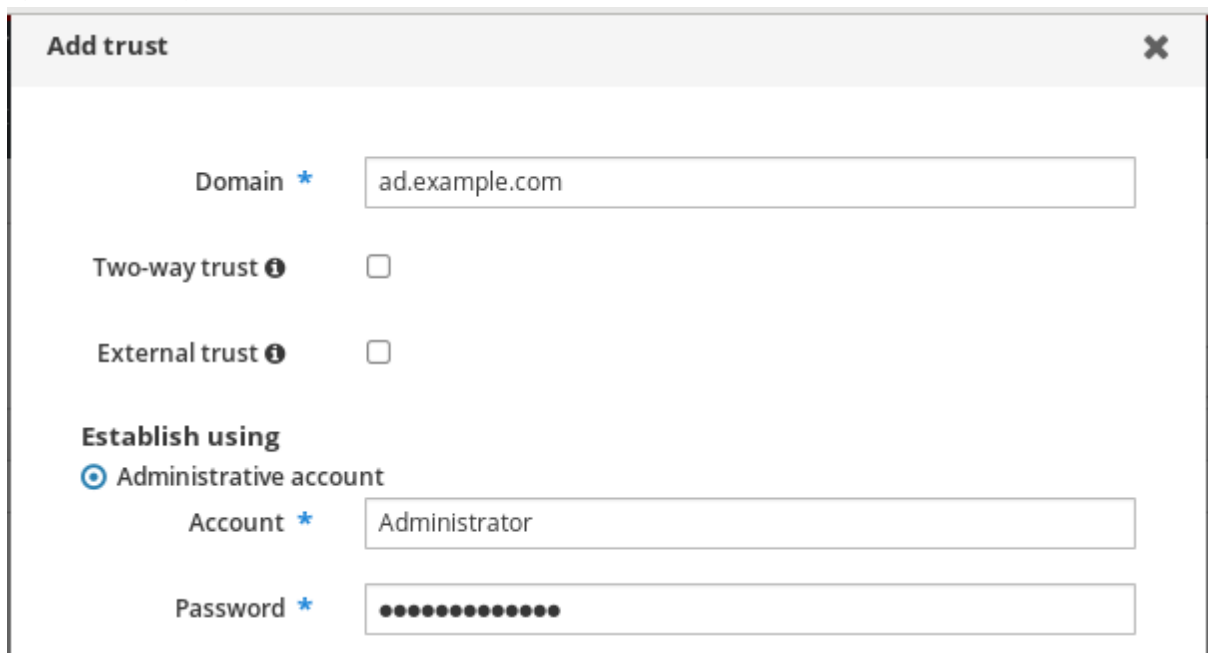 Add trust
Domain * ad.example.com
Two-way trust
External trust
Establish using
Administrative account
Account * Administrator
Password * •••••••••••••